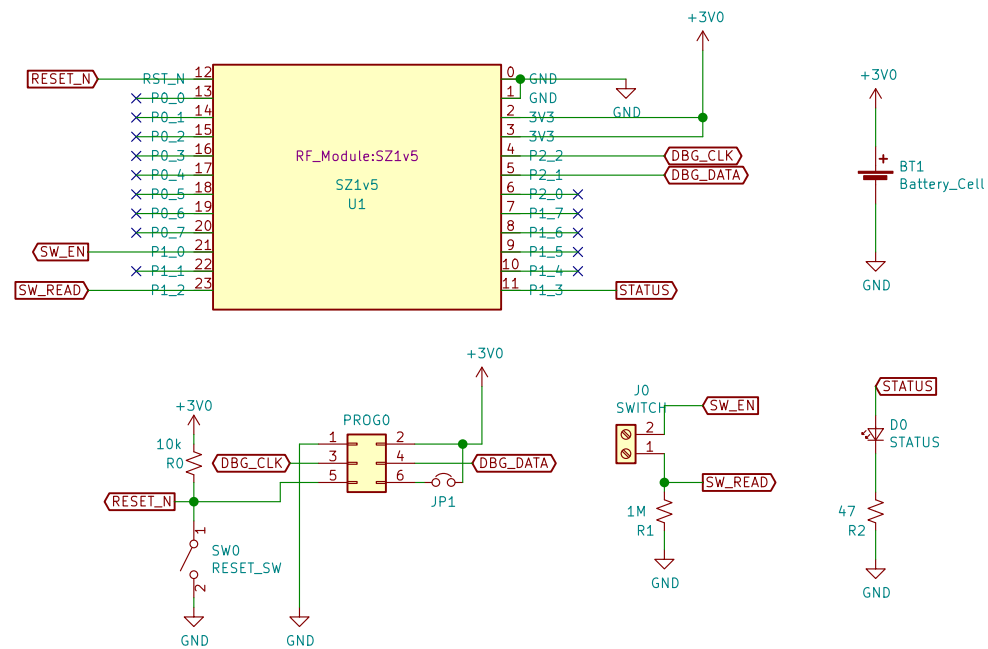 +3V0
RESET_N RST_N 12 0 GND
P0_0 13 1 GND GND
P0_1 14 2 3V3
P0_2 15 3 3V3
P0_3 16 RF_Module:SZ1v5 4 P2_2 DBG_CLK
P0_4 17 5 P2_1 DBG_DATA
P0_5 18 SZ1v5 6 P2_0
P0_6 19 U1 7 P1_7
P0_7 20 8 P1_6
SW_EN P1_0 21 9 P1_5
P1_1 22 10 P1_4
SW_READ P1_2 23 11 P1_3 STATUS
+3V0
+
BT1
Battery_Cell
GND
+3V0
10k
R0
RESET_N
1
SW0
RESET_SW
2
GND
+3V0
PROG0
1 2
DBG_CLK 3 4 DBG_DATA
5 6
JP1
GND
J0
SWITCH SW_EN
2
1
SW_READ
1M
R1
GND
STATUS
D0
STATUS
47
R2
GND